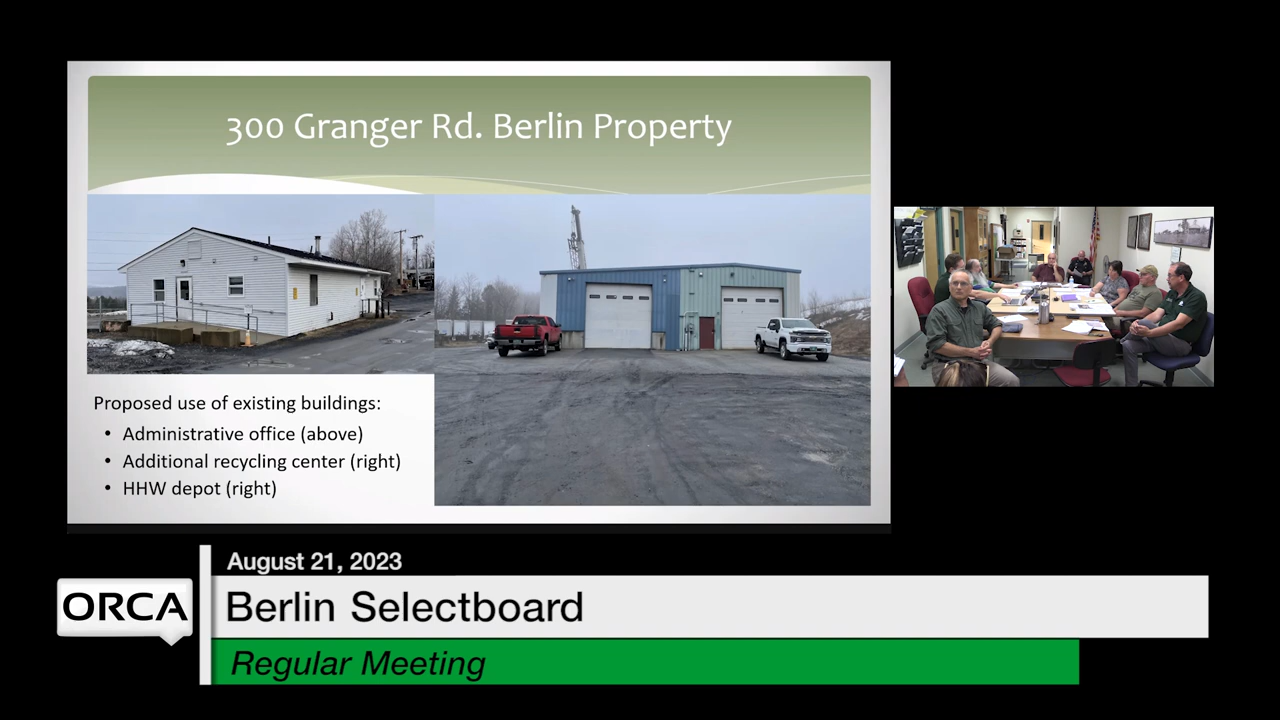 300 Granger Rd. Berlin Property
Proposed use of existing buildings:
• Administrative office (above)
• Additional recycling center (right)
• HHW depot (right)
August 21, 2023
ORCA
Berlin Selectboard
Regular Meeting